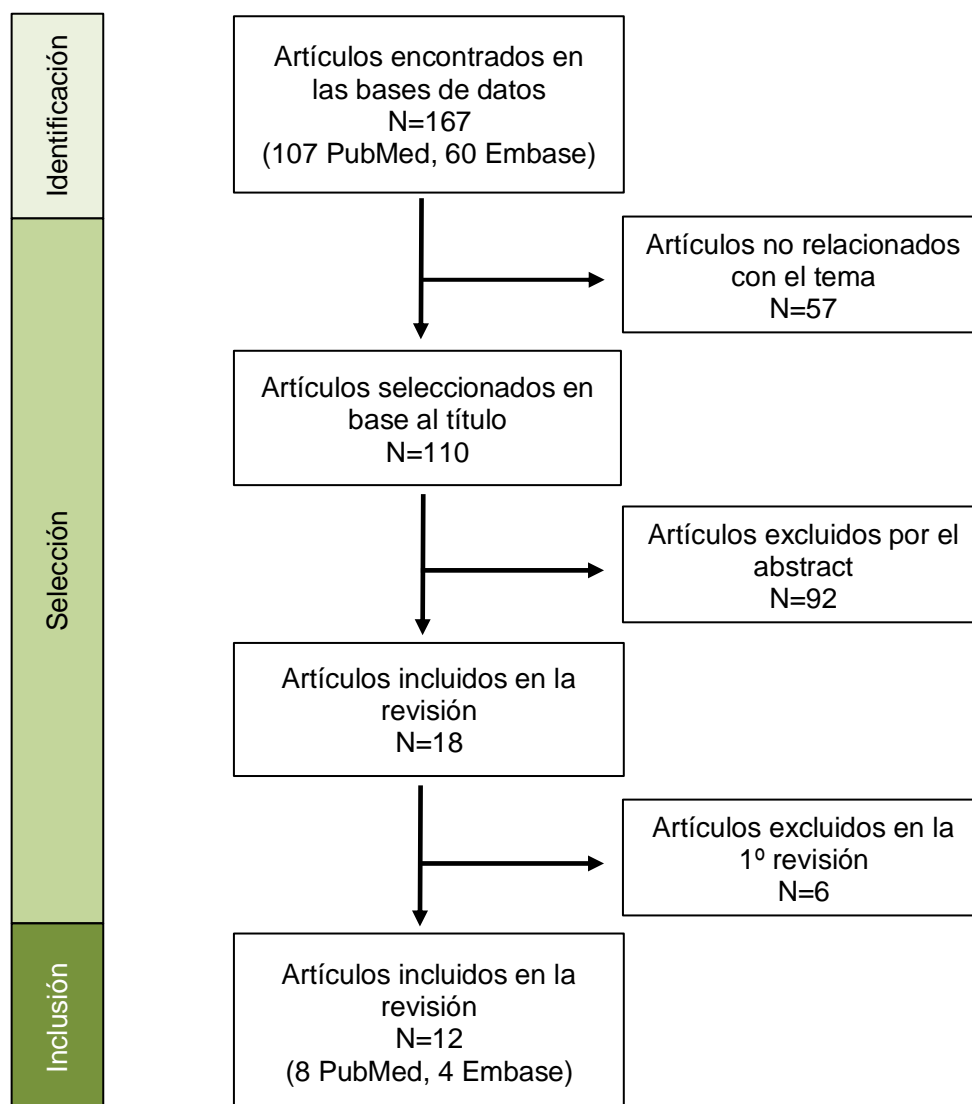 Identificación
Artículos encontrados en
las bases de datos
N=167
(107 PubMed, 60 Embase)
Selección
Artículos no relacionados
con el tema
N=57
Artículos seleccionados en
base al título
N=110
Artículos excluidos por el
abstract
N=92
Artículos incluidos en la
revisión
N=18
Artículos excluidos en la
1º revisión
N=6
Inclusión
Artículos incluidos en la
revisión
N=12
(8 PubMed, 4 Embase)